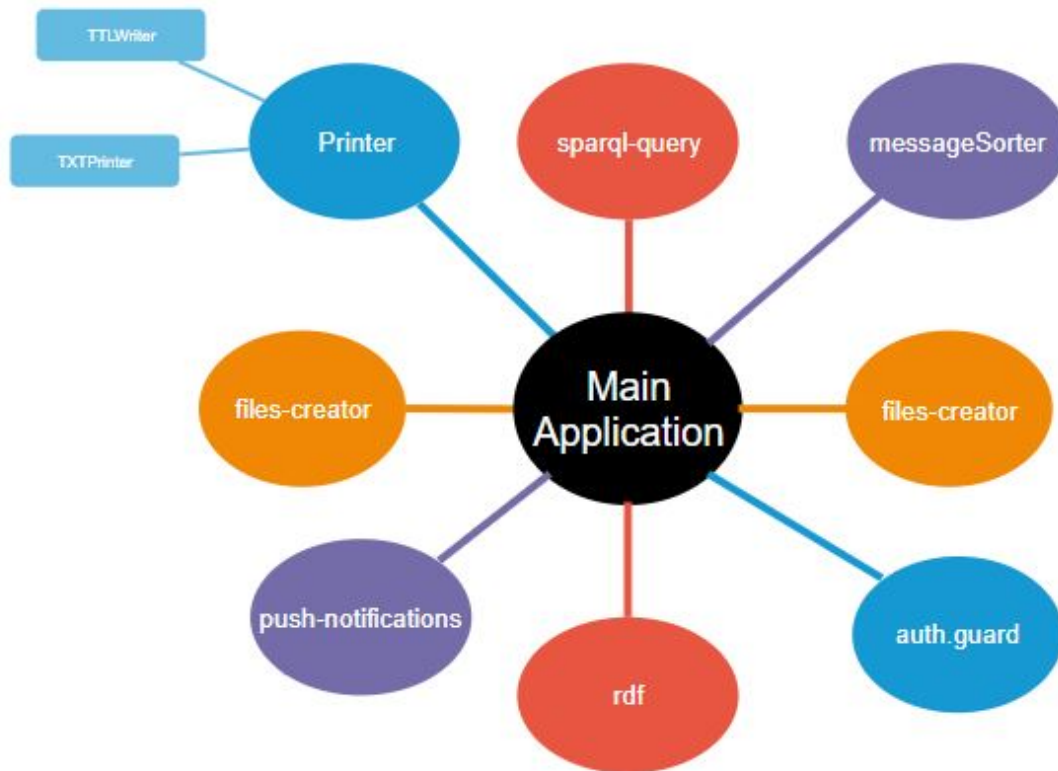 TTLWriter
Printer
sparql-query
messageSorter
TXTPrinter
Main
Application
files-creator
files-creator
push-notifications
auth.guard
rdf